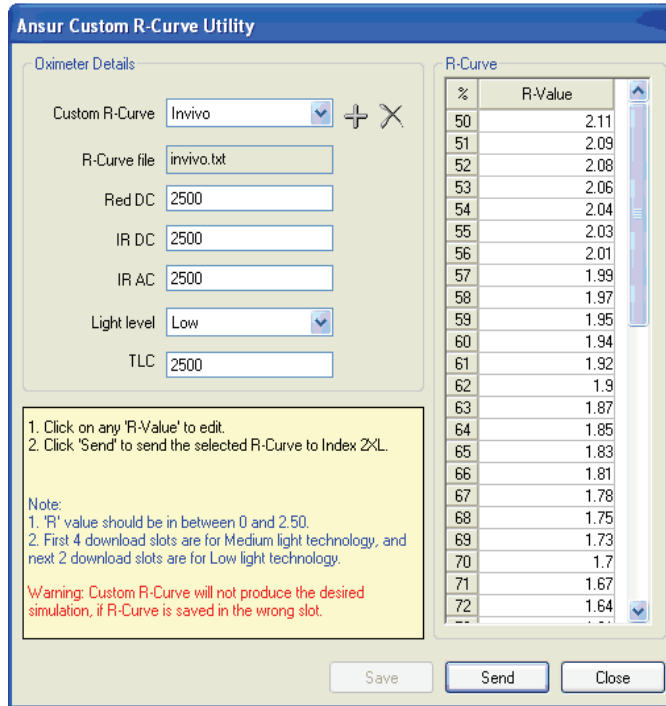 Ansur Custom R-Curve Utility
Oximeter Details
Custom R-Curve Invivo
R-Curve file invivo.txt
Red DC 2500
IR DC 2500
IR AC 2500
Light level Low
TLC 2500
1. Click on any 'R-Value' to edit.
2. Click 'Send' to send the selected R-Curve to Index 2XL.
Note:
1. 'R' value should be in between 0 and 2.50.
2. First 4 download slots are for Medium light technology, and
next 2 download slots are for Low light technology.
Warning: Custom R-Curve will not produce the desired
simulation, if R-Curve is saved in the wrong slot.
R-Curve
% R-Value
50 2.11
51 2.09
52 2.08
53 2.06
54 2.04
55 2.03
56 2.01
57 1.99
58 1.97
59 1.95
60 1.94
61 1.92
62 1.9
63 1.87
64 1.85
65 1.83
66 1.81
67 1.78
68 1.75
69 1.73
70 1.7
71 1.67
72 1.64
Save Send Close